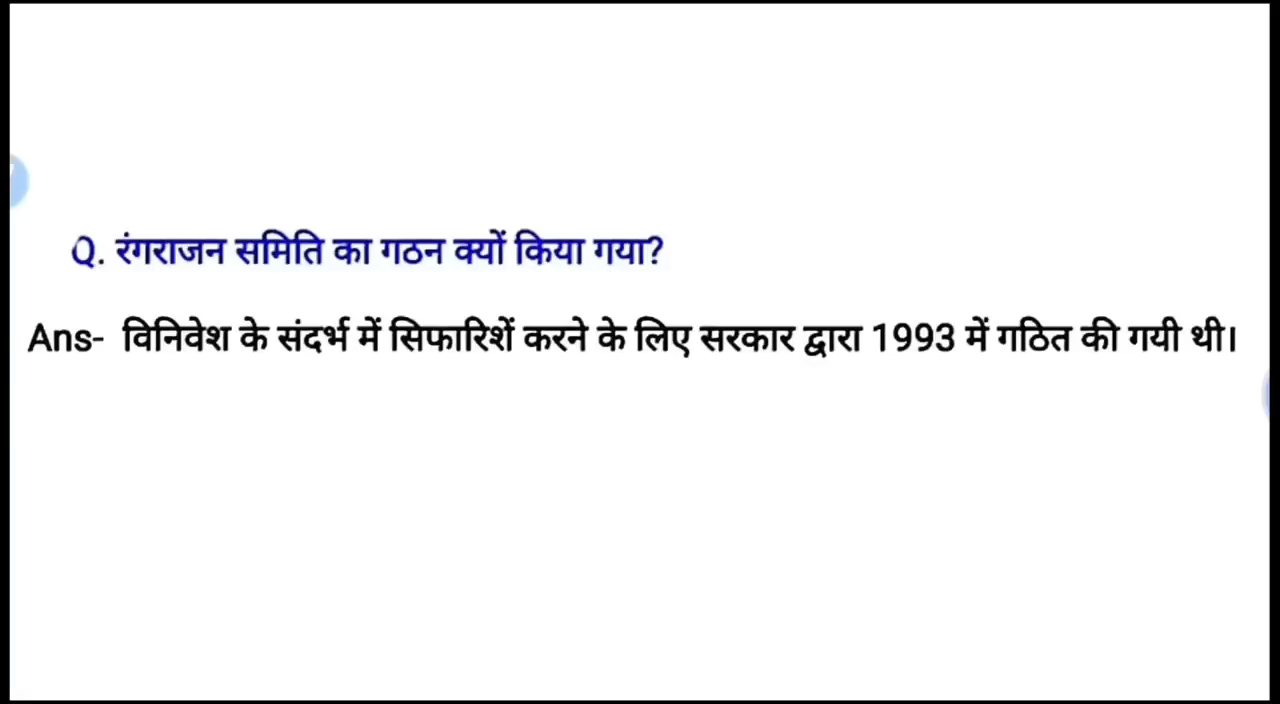 Q. रंगराजन समिति का गठन क्यों किया गया?
Ans- विनिवेश के संदर्भ में सिफारिशें करने के लिए सरकार द्वारा 1993 में गठित की गयी थी।